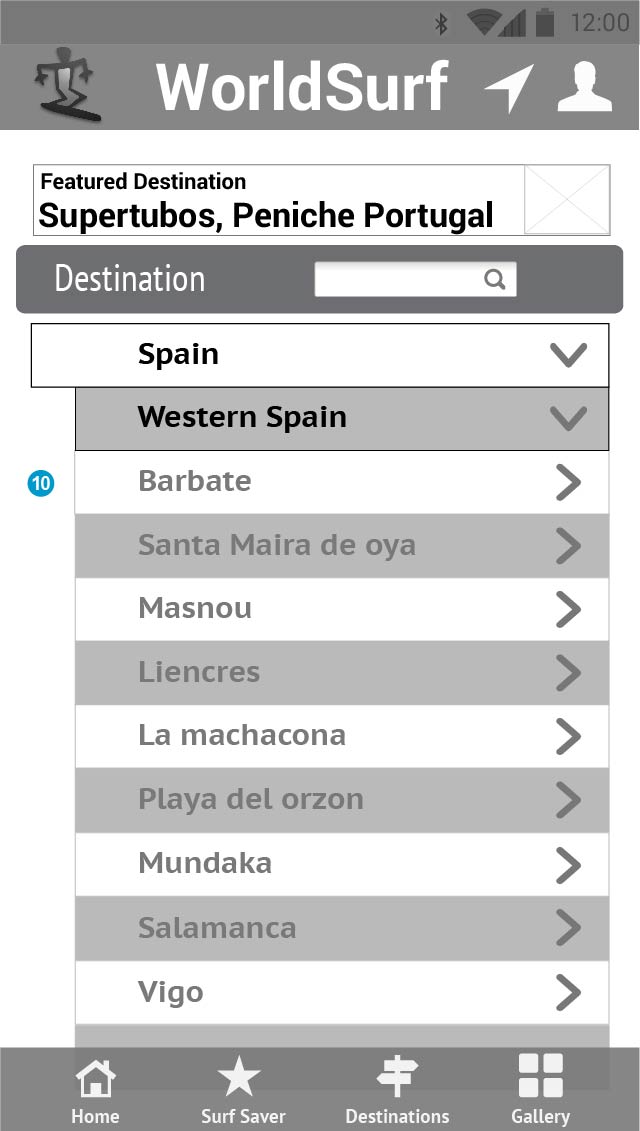 12:00
WorldSurf
Featured Destination
Supertubos, Peniche Portugal
Destination
Spain
Western Spain
10
Barbate
Santa Maira de oya
Masnou
Liencres
La machacona
Playa del orzon
Mundaka
Salamanca
Vigo
Home Surf Saver Destinations Gallery